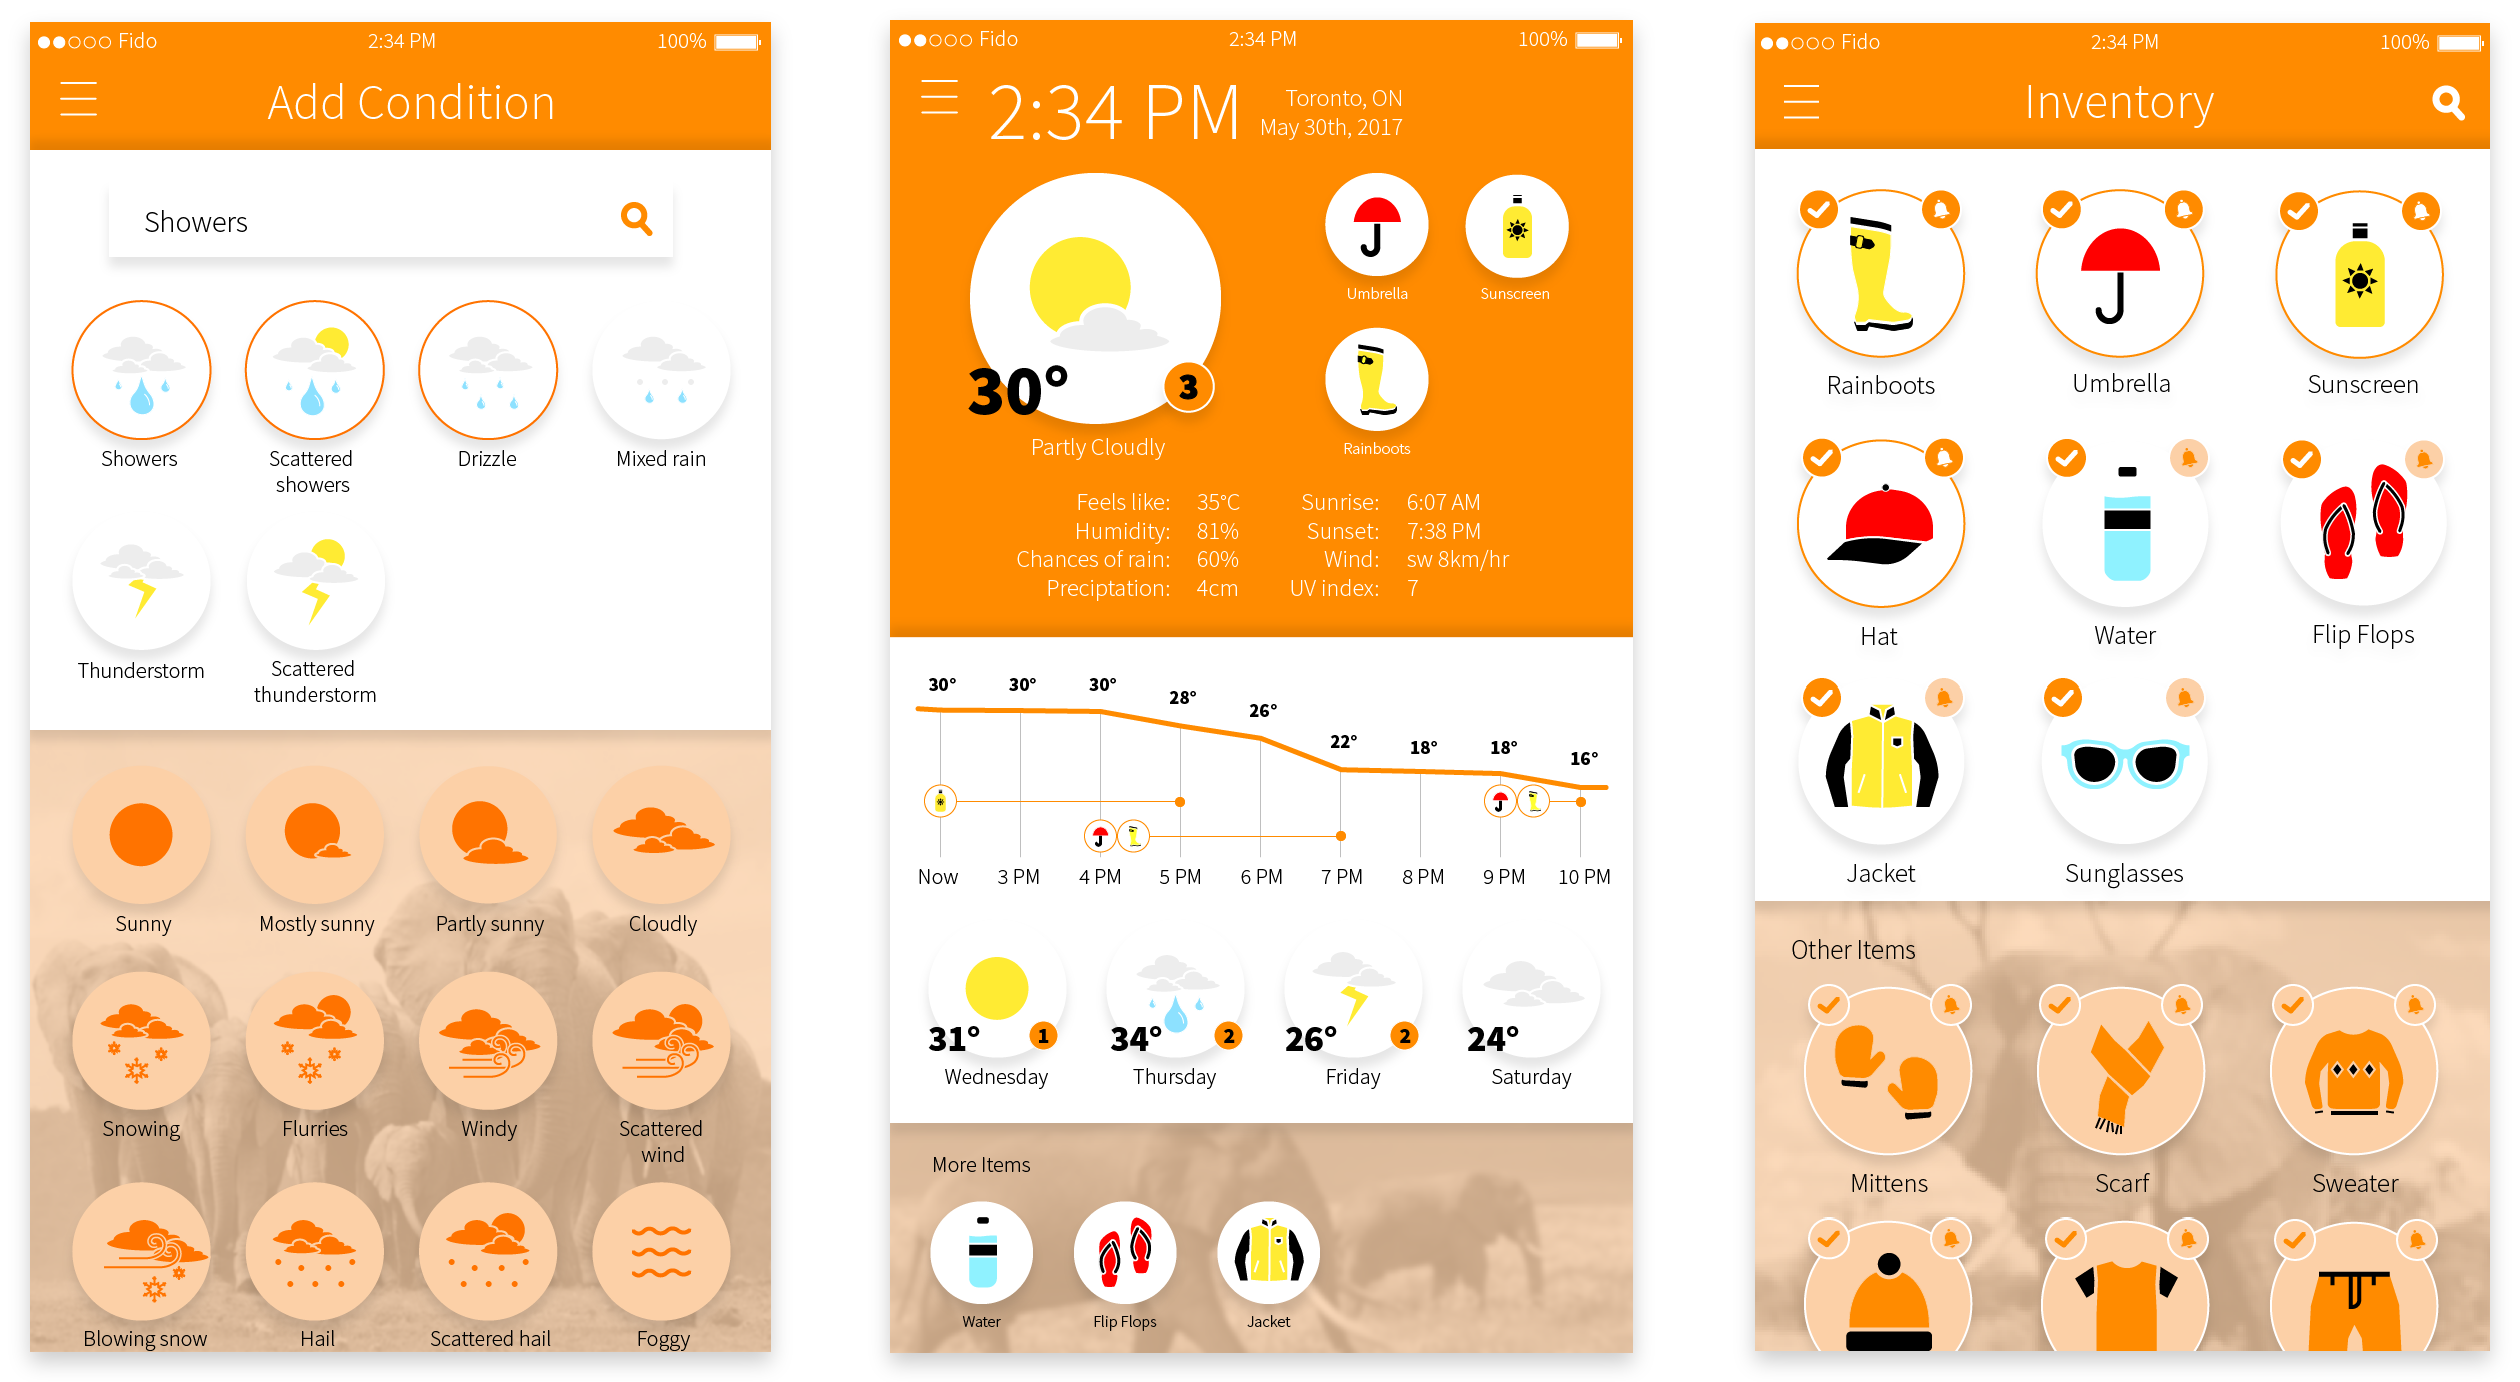 Fido 2:34 PM 100%
Add Condition
Showers
Showers
Scattered
showers
Drizzle
Mixed rain
Thunderstorm
Scattered
thunderstorm
Sunny
Mostly sunny
Partly sunny
Cloudly
Snowing
Flurries
Windy
Scattered
wind
Blowing snow
Hail
Scattered hail
Foggy
Fido 2:34 PM 100%
2:34 PM
Toronto, ON
May 30th, 2017
30°
3
Partly Cloudly
Umbrella
Sunscreen
Rainboots
Feels like: 35°C
Humidity: 81%
Chances of rain: 60%
Preciptation: 4cm
Sunrise: 6:07 AM
Sunset: 7:38 PM
Wind: sw 8km/hr
UV index: 7
30° 30° 30° 28° 26° 22° 18° 18° 16°
Now 3 PM 4 PM 5 PM 6 PM 7 PM 8 PM 9 PM 10 PM
31° 1
Wednesday
34° 2
Thursday
26° 2
Friday
24°
Saturday
More Items
Water
Flip Flops
Jacket
Fido 2:34 PM 100%
Inventory
Rainboots
Umbrella
Sunscreen
Hat
Water
Flip Flops
Jacket
Sunglasses
Other Items
Mittens
Scarf
Sweater